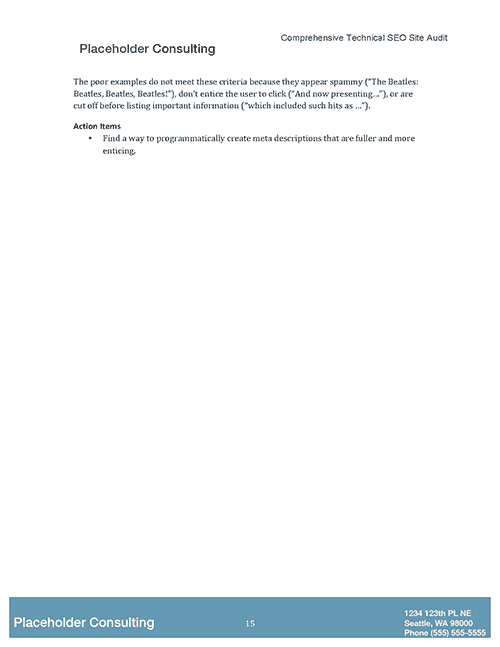 Comprehensive Technical SEO Site Audit
Placeholder Consulting
The poor examples do not meet these criteria because they appear spammy (“The Beatles:
Beatles, Beatles, Beatles!”), don’t entice the user to click (“And now presenting…”), or are
cut off before listing important information (“which included such hits as …”).
Action Items
• Find a way to programmatically create meta descriptions that are fuller and more
enticing.
Placeholder Consulting
15
1234 123th PL NE
Seattle, WA 98000
Phone (555) 555-5555